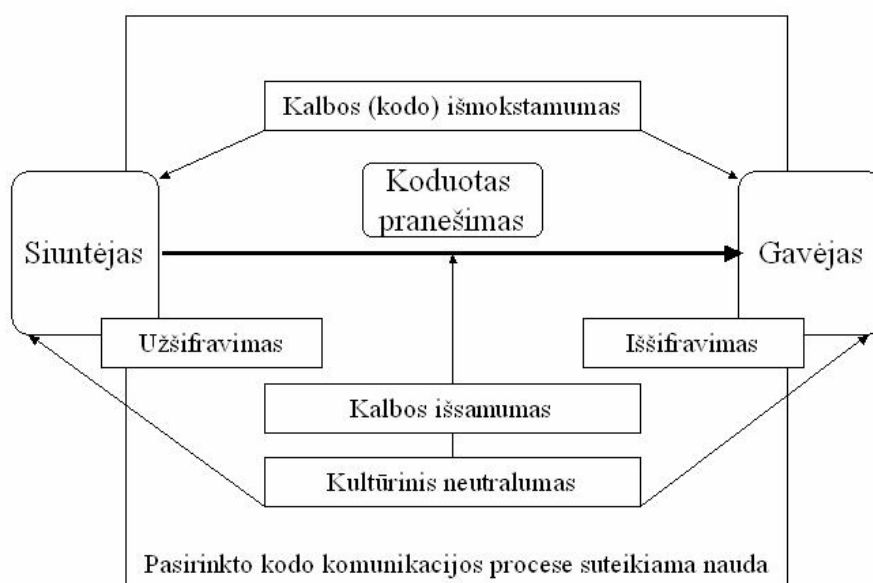 Kalbos (kodo) išmokstamumas
Koduotas
pranešimas
Siuntėjas
Gavėjas
Užšifravimas
Iššifravimas
Kalbos išsamumas
Kultūrinis neutralumas
Pasirinkto kodo komunikacijos procese suteikiama nauda